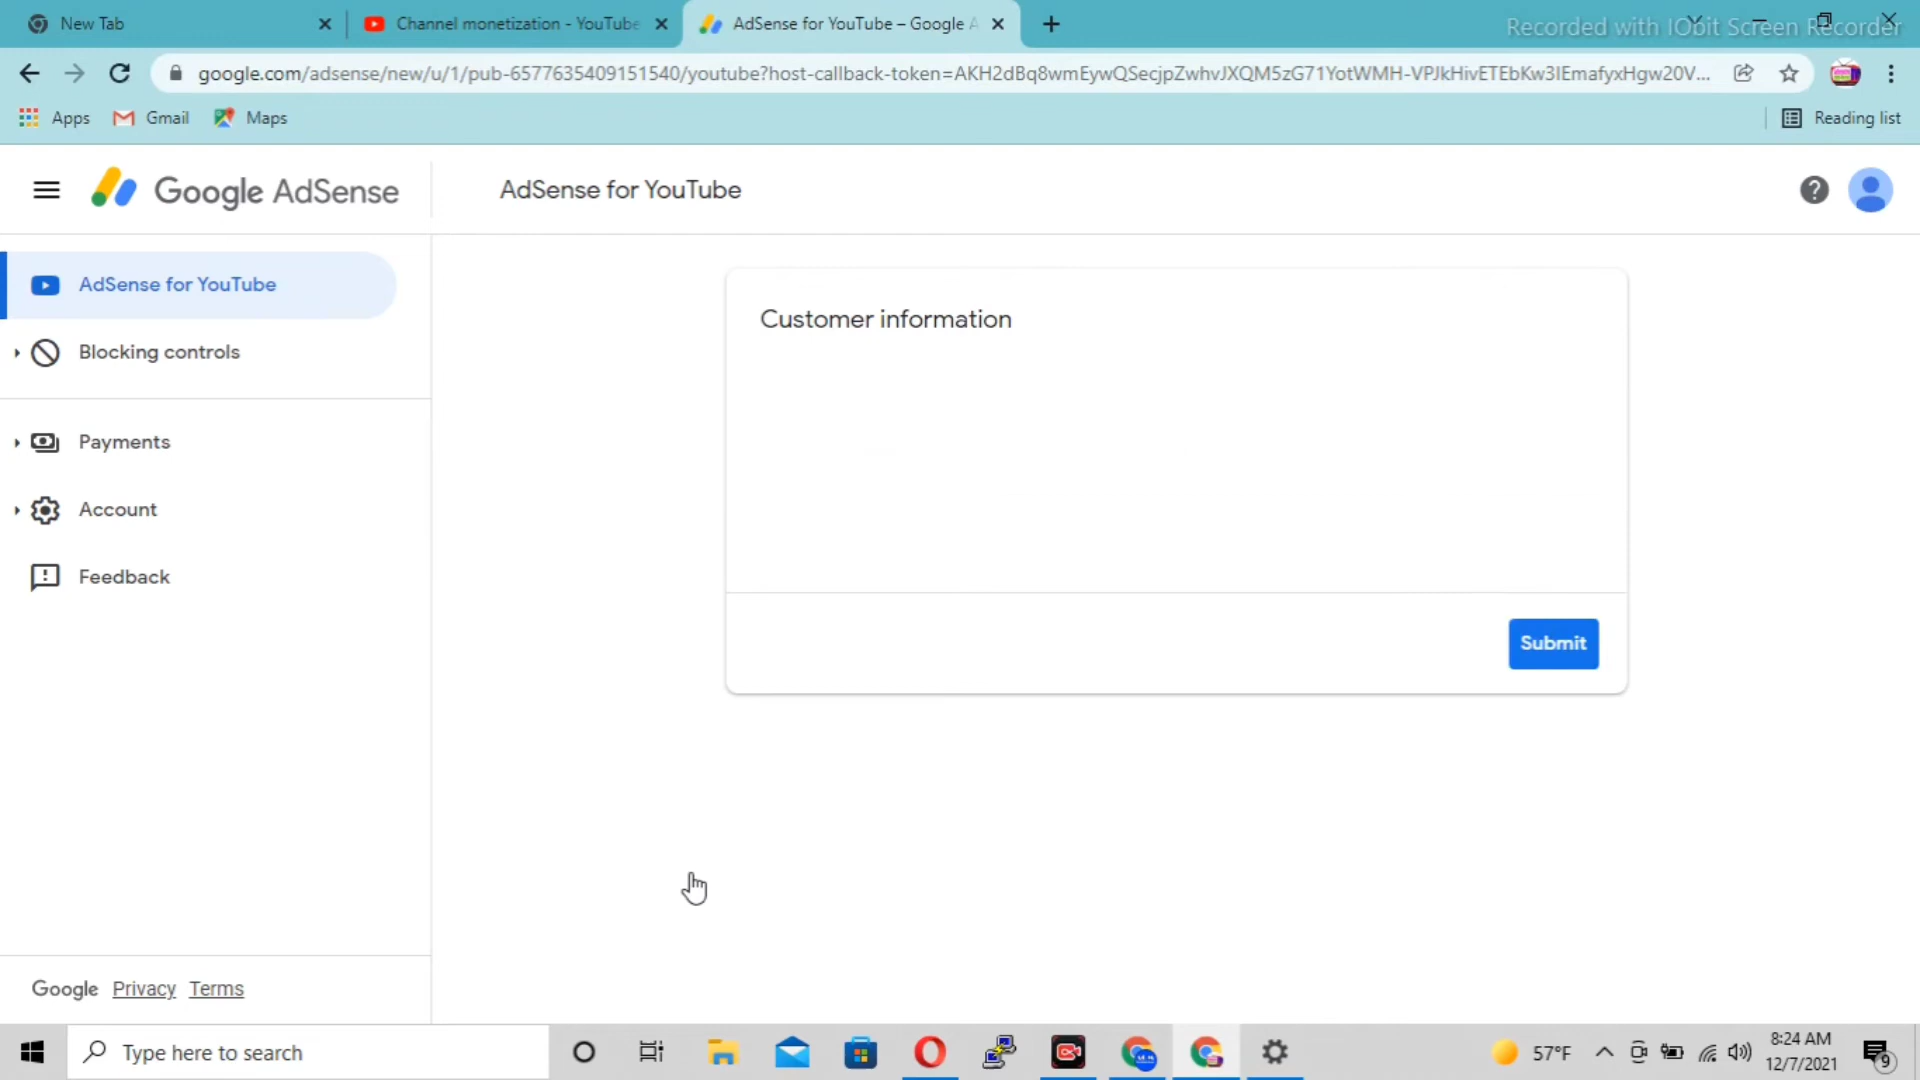 New Tab
Channel monetization - YouTube
AdSense for YouTube – Google A
Recorded with IObit Screen Recorder
google.com/adsense/new/u/1/pub-6577635409151540/youtube?host-callback-token=AKH2dBq8wmEywQSecjpZwhvJXQM5zG71YotWMH-VPJkHivETEbKw3IEmafyxHgw20V...
Apps
Gmail
Maps
Reading list
Google AdSense
AdSense for YouTube
AdSense for YouTube
Blocking controls
Payments
Account
Feedback
Customer information
Submit
Google Privacy Terms
Type here to search
57°F
8:24 AM
12/7/2021
9